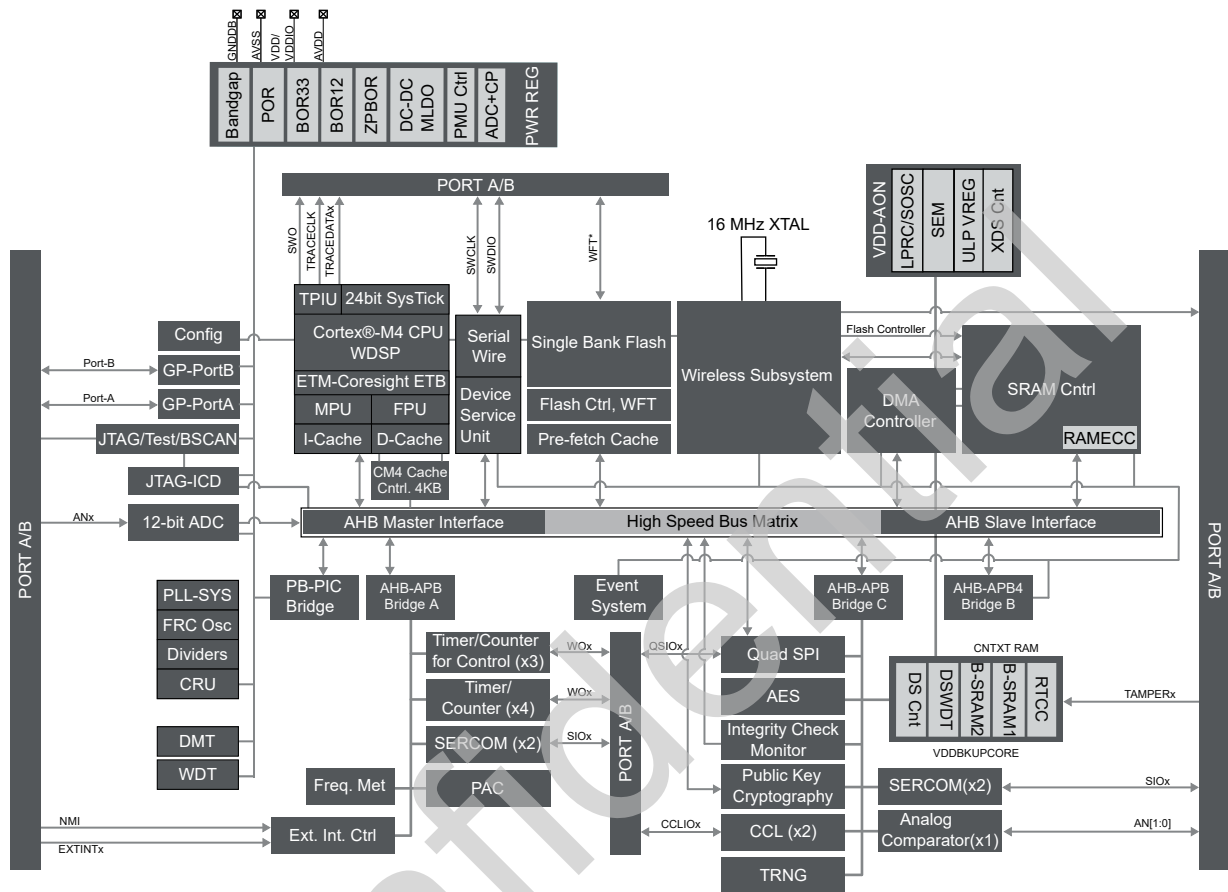 GNDDB
AVSS
VDD/
VDDIO
AVDD
Bandgap
POR
BOR33
BOR12
ZPBOR
DC-DC
MLDO
PMU Ctrl
ADC+CP
PWR REG
PORT A/B
SWO
TRACECLK
TRACEDATAx
SWCLK
SWDIO
WFT*
16 MHz XTAL
VDD-AON
LPRC/SOSC
SEM
ULP VREG
XDS Cnt
PORT A/B
Config
Port-B
GP-PortB
Port-A
GP-PortA
JTAG/Test/BSCAN
JTAG-ICD
ANx
12-bit ADC
TPIU
24bit SysTick
Cortex®-M4 CPU
WDSP
ETM-Coresight ETB
MPU
FPU
I-Cache
D-Cache
CM4 Cache
Cntrl. 4KB
Serial
Wire
Device
Service
Unit
Single Bank Flash
Flash Ctrl, WFT
Pre-fetch Cache
Wireless Subsystem
Flash Controller
DMA
Controller
SRAM Cntrl
RAMECC
PORT A/B
AHB Master Interface
High Speed Bus Matrix
AHB Slave Interface
PLL-SYS
FRC Osc
Dividers
CRU
DMT
WDT
PB-PIC
Bridge
AHB-APB
Bridge A
Event
System
AHB-APB
Bridge C
AHB-APB4
Bridge B
Timer/Counter
for Control (x3)
WOx
Timer/
Counter (x4)
WOx
SERCOM (x2)
SIOx
PAC
Freq. Met
NMI
EXTINTx
Ext. Int. Ctrl
PORT A/B
QSIOx
Quad SPI
AES
Integrity Check
Monitor
Public Key
Cryptography
CCLIOx
CCL (x2)
TRNG
CNTXT RAM
DS Cnt
DSWDT
B-SRAM2
B-SRAM1
RTCC
VDDBKUPCORE
TAMPERx
SERCOM(x2)
SIOx
Analog
Comparator(x1)
AN[1:0]
nfidential